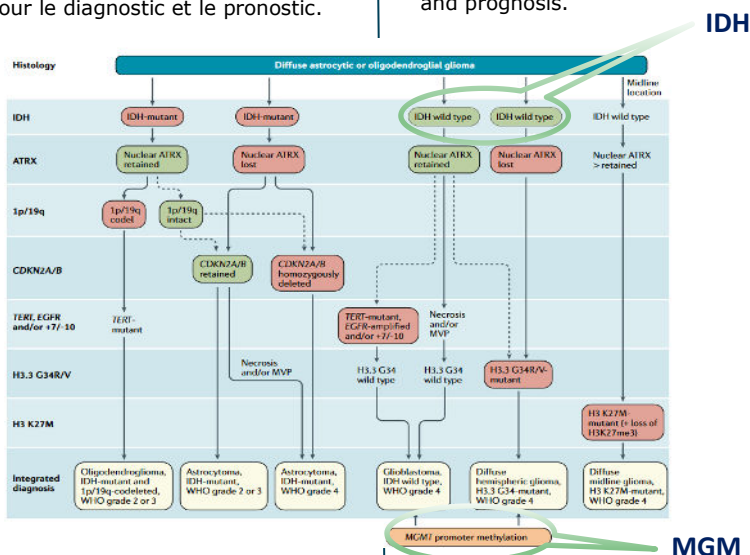 our le diagnostic et le pronostic.
and prognosis.
IDH
Histology
Diffuse astrocytic or oligodendroglial glioma
Midline
location
IDH
IDH-mutant
IDH-mutant
IDH wild type
IDH wild type
IDH wild type
ATRX
Nuclear ATRX
retained
Nuclear ATRX
lost
Nuclear ATRX
retained
Nuclear ATRX
lost
Nuclear ATRX
> retained
1p/19q
1p/19q
codel
1p/19q
intact
CDKN2A/B
CDKN2A/B
retained
CDKN2A/B
homozygously
deleted
TERT, EGFR
and/or +7/-10
TERT-
mutant
TERT-mutant,
EGFR-amplified
and/or +7/-10
Necrosis
and/or
MVP
H3.3 G34R/V
Necrosis
and/or MVP
H3.3 G34
wild type
H3.3 G34
wild type
H3.3 G34R/V-
mutant
H3 K27M
H3 K27M-
mutant (+ loss of
H3K27me3)
Integrated
diagnosis
Oligodendroglioma,
IDH-mutant and
1p/19q-codeleted,
WHO grade 2 or 3
Astrocytoma,
IDH-mutant,
WHO grade 2 or 3
Astrocytoma,
IDH-mutant,
WHO grade 4
Glioblastoma,
IDH wild type,
WHO grade 4
Diffuse
hemispheric glioma,
H3.3 G34-mutant,
WHO grade 4
Diffuse
midline glioma,
H3 K27M-mutant,
WHO grade 4
MGMT promoter methylation
MGM